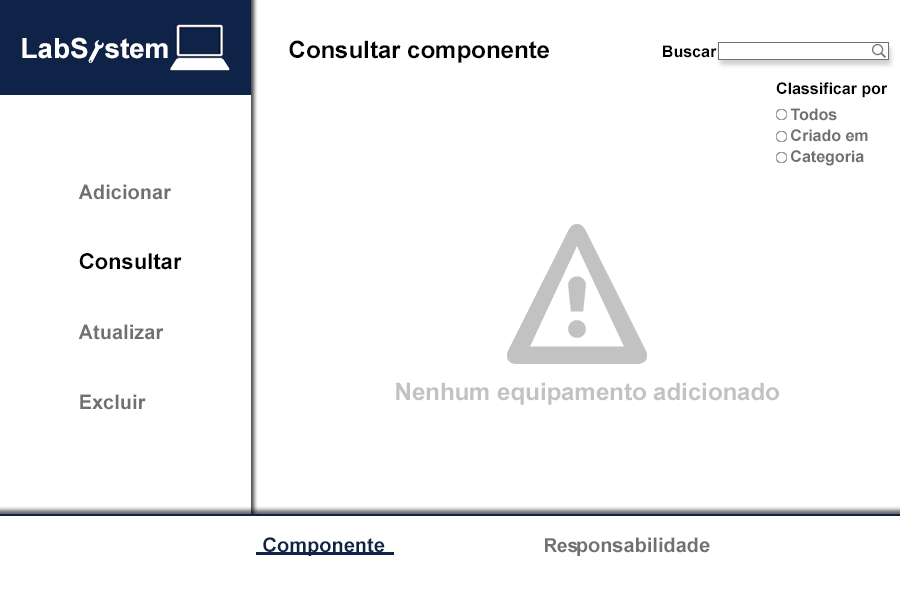 LabSystem
Consultar componente
Buscar
Classificar por
Todos
Criado em
Categoria
Adicionar
Consultar
Atualizar
Excluir
Nenhum equipamento adicionado
Componente
Responsabilidade